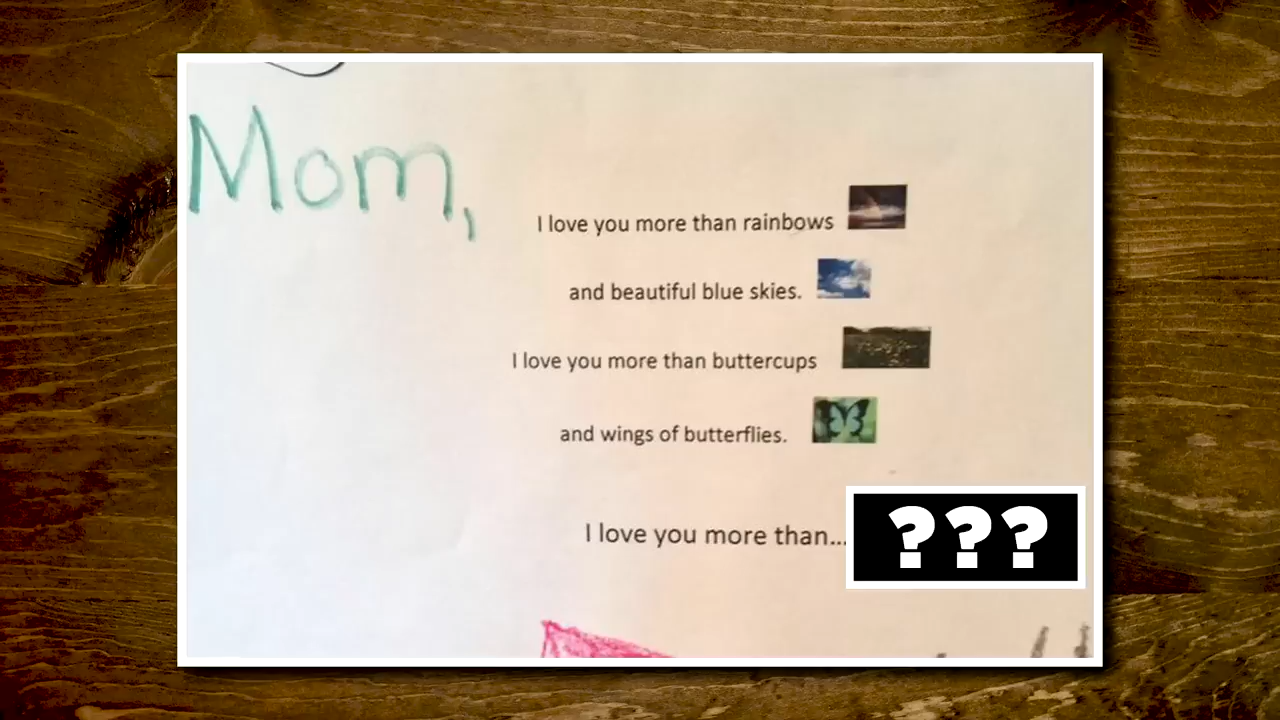 Mom,
I love you more than rainbows
and beautiful blue skies.
I love you more than buttercups
and wings of butterflies.
I love you more than...
???